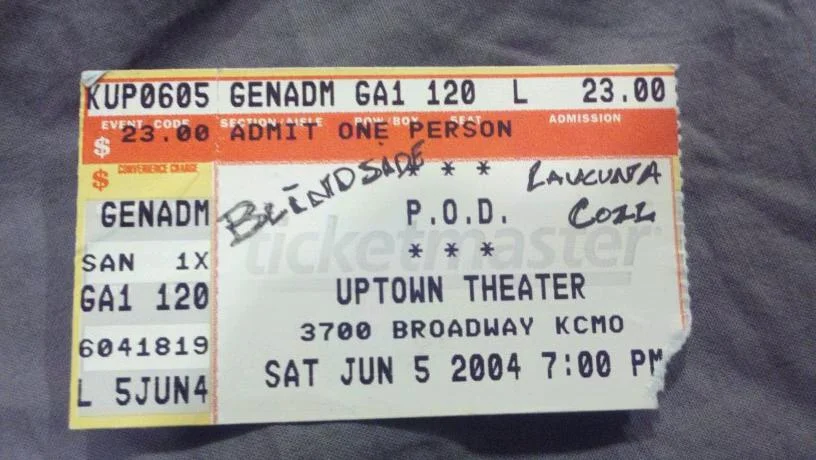 KUP0605 GENADM GA1 120 L 23.00
EVENT CODE SECTION/AISLE ROW/BOX SEAT ADMISSION
$ 23.00 ADMIT ONE PERSON
$ CONVENIENCE CHARGE
BLINDSIDE * * * LAUCUNA
GENADM P.O.D. COIL
ticketmaster
SAN 1X * * *
GA1 120 UPTOWN THEATER
6041819 3700 BROADWAY KCMO
L 5JUN4 SAT JUN 5 2004 7:00 PM